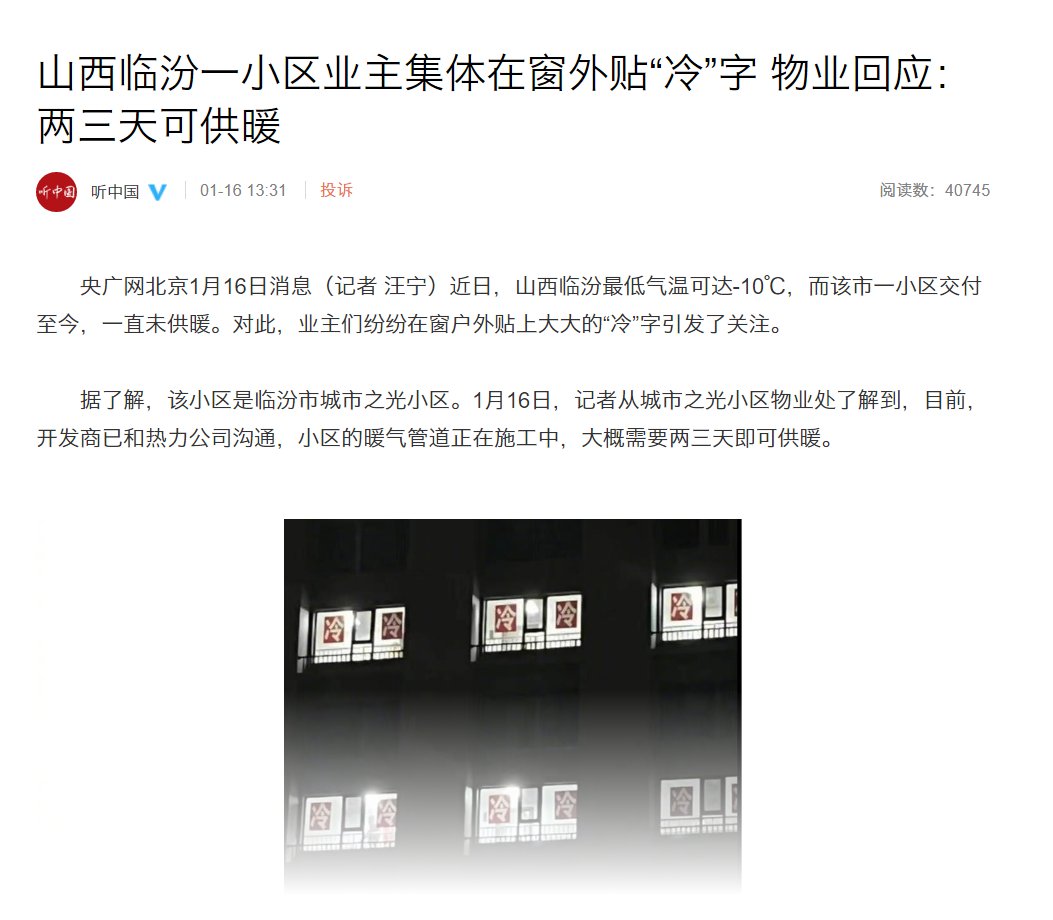 山西临汾一小区业主集体在窗外贴“冷”字 物业回应：
两三天可供暖
听中国 听中国 01-16 13:31 投诉 阅读数：40745
央广网北京1月16日消息（记者 汪宁）近日，山西临汾最低气温可达-10℃，而该市一小区交付
至今，一直未供暖。对此，业主们纷纷在窗户外贴上大大的“冷”字引发了关注。
据了解，该小区是临汾市城市之光小区。1月16日，记者从城市之光小区物业处了解到，目前，
开发商已和热力公司沟通，小区的暖气管道正在施工中，大概需要两三天即可供暖。
冷 冷 冷 冷 冷
冷 冷 冷 冷 冷